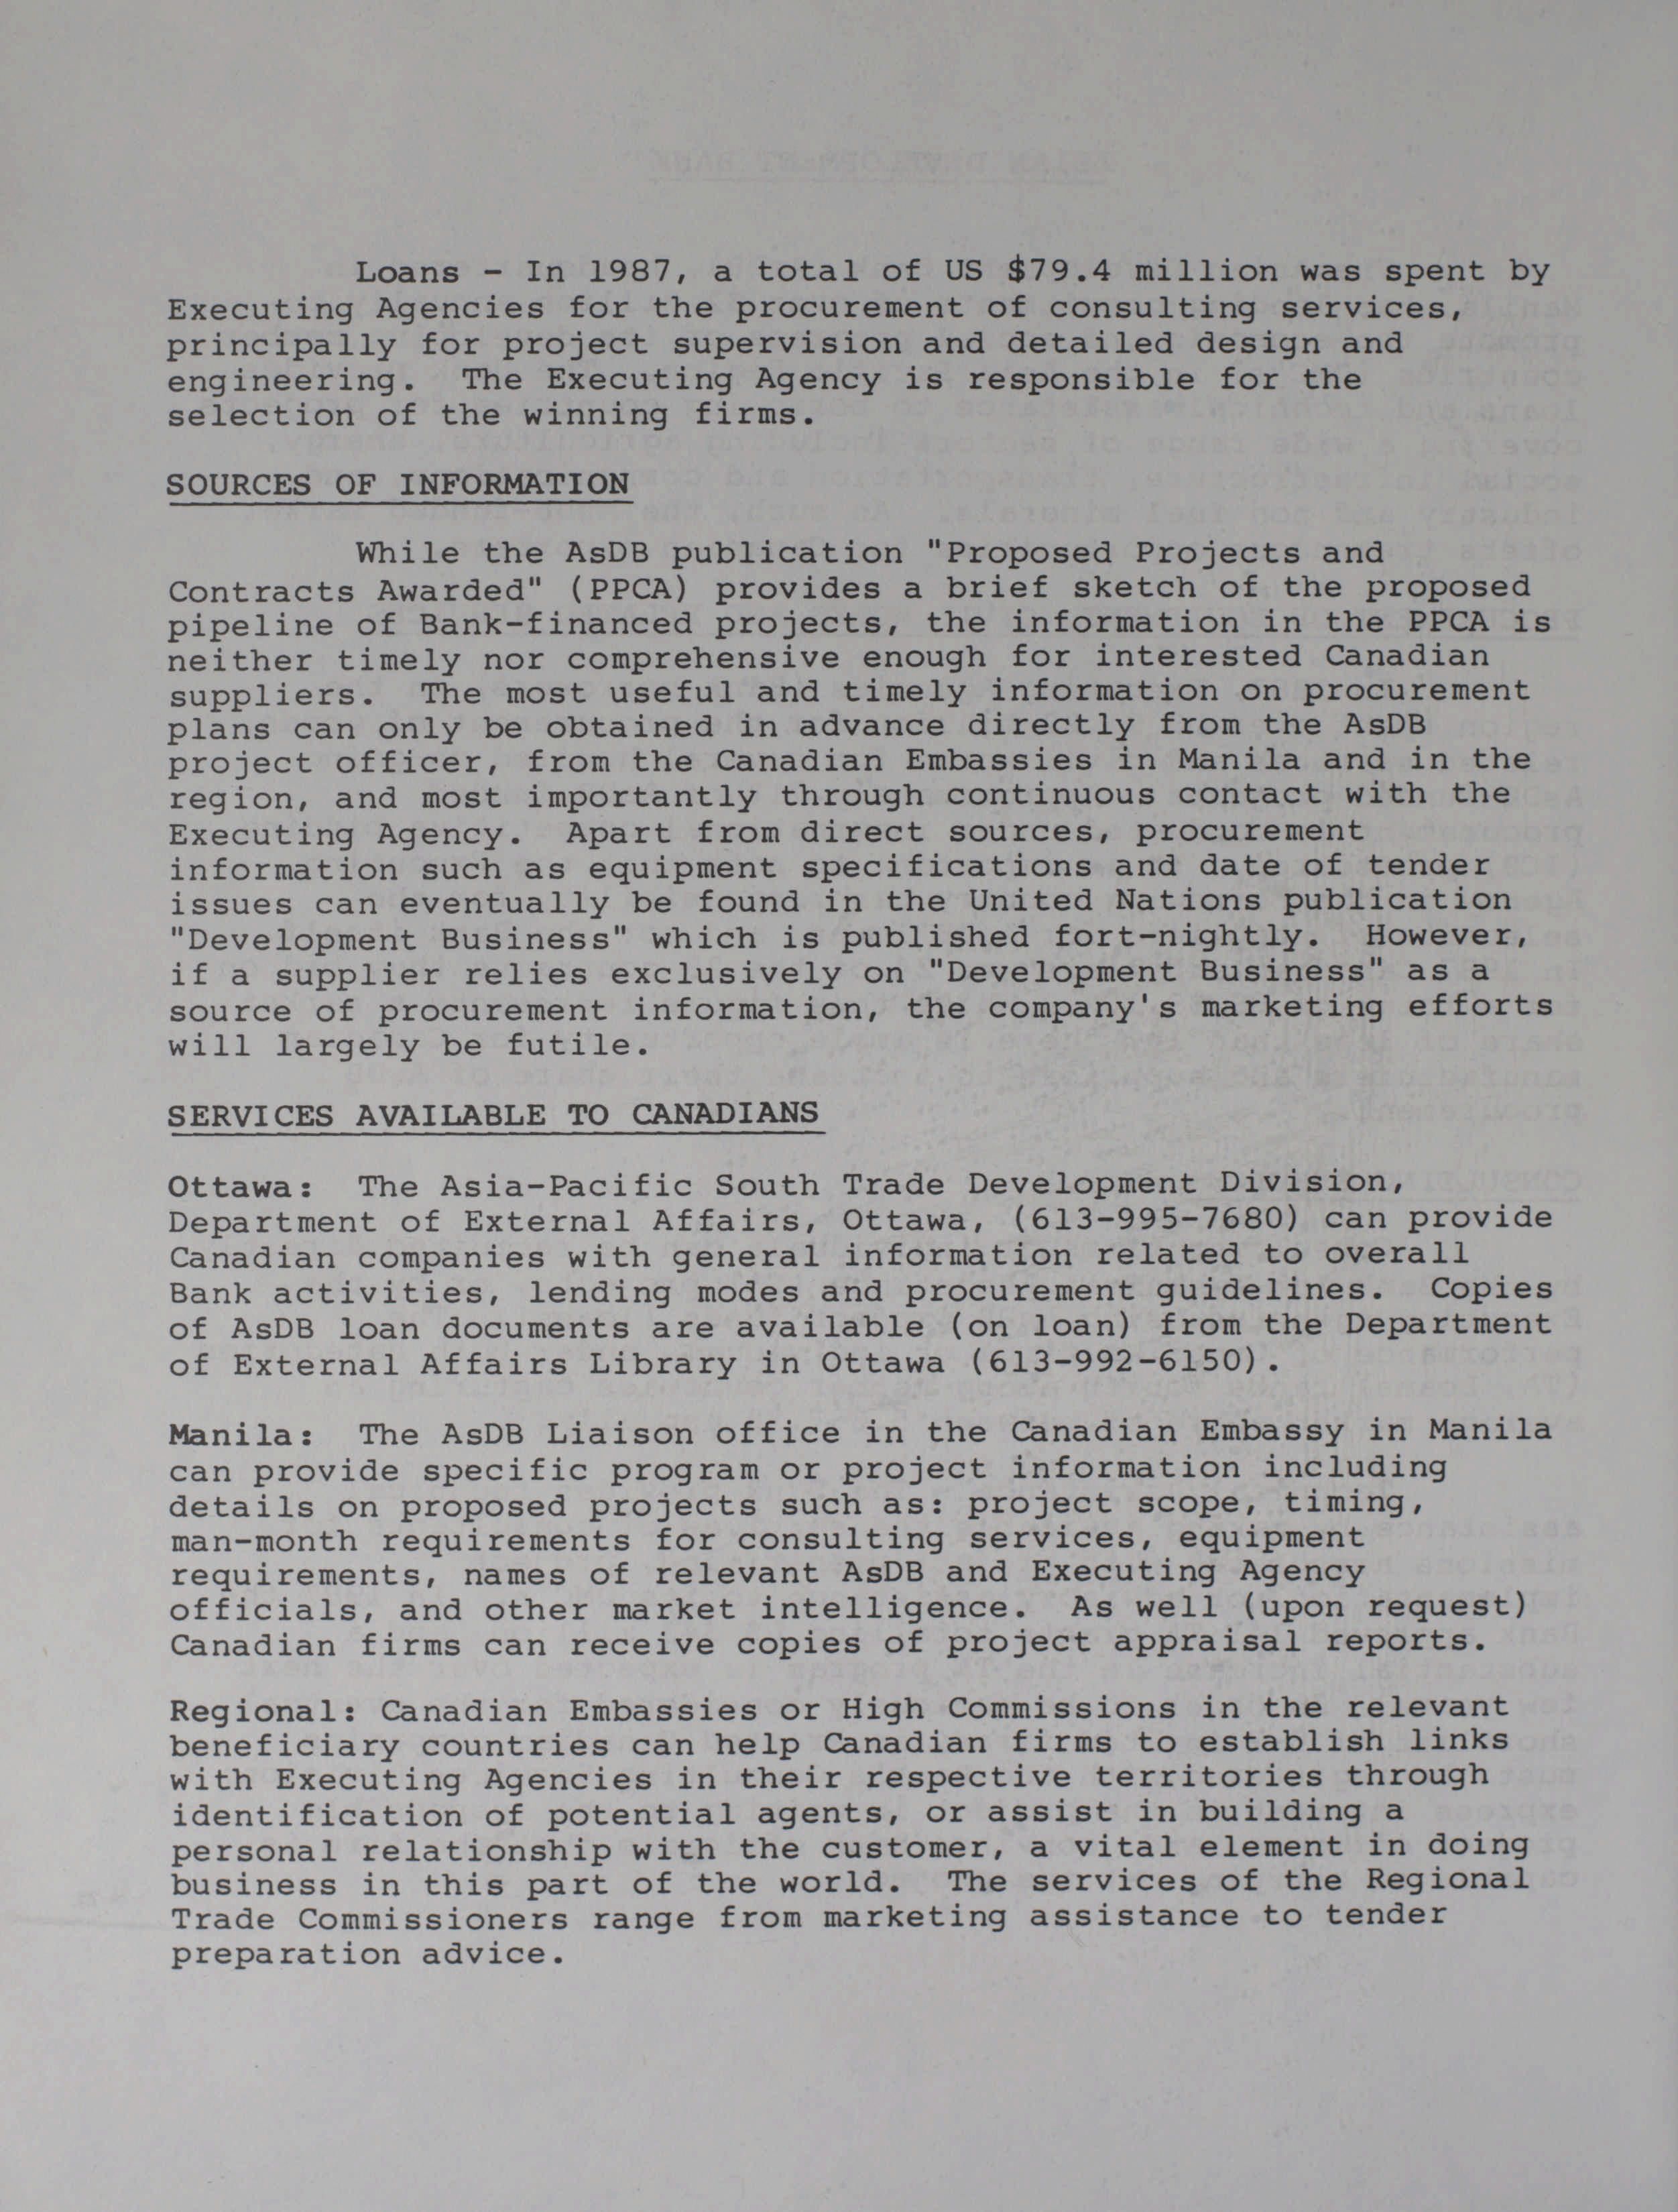 Loans - In 1987, a total of US $79.4 million was spent by
Executing Agencies for the procurement of consulting services,
principally for project supervision and detailed design and
engineering. The Executing Agency is responsible for the
selection of the winning firms.
SOURCES OF INFORMATION
While the AsDB publication "Proposed Projects and
Contracts Awarded" (PPCA) provides a brief sketch of the proposed
pipeline of Bank-financed projects, the information in the PPCA is
neither timely nor comprehensive enough for interested Canadian
suppliers. The most useful and timely information on procurement
plans can only be obtained in advance directly from the AsDB
project officer, from the Canadian Embassies in Manila and in the
region, and most importantly through continuous contact with the
Executing Agency. Apart from direct sources, procurement
information such as equipment specifications and date of tender
issues can eventually be found in the United Nations publication
"Development Business" which is published fort-nightly. However,
if a supplier relies exclusively on "Development Business" as a
source of procurement information, the company's marketing efforts
will largely be futile.
SERVICES AVAILABLE TO CANADIANS
Ottawa: The Asia-Pacific South Trade Development Division,
Department of External Affairs, Ottawa, (613-995-7680) can provide
Canadian companies with general information related to overall
Bank activities, lending modes and procurement guidelines. Copies
of AsDB loan documents are available (on loan) from the Department
of External Affairs Library in Ottawa (613-992-6150).
Manila: The AsDB Liaison office in the Canadian Embassy in Manila
can provide specific program or project information including
details on proposed projects such as: project scope, timing,
man-month requirements for consulting services, equipment
requirements, names of relevant AsDB and Executing Agency
officials, and other market intelligence. As well (upon request)
Canadian firms can receive copies of project appraisal reports.
Regional: Canadian Embassies or High Commissions in the relevant
beneficiary countries can help Canadian firms to establish links
with Executing Agencies in their respective territories through
identification of potential agents, or assist in building a
personal relationship with the customer, a vital element in doing
business in this part of the world. The services of the Regional
Trade Commissioners range from marketing assistance to tender
preparation advice.